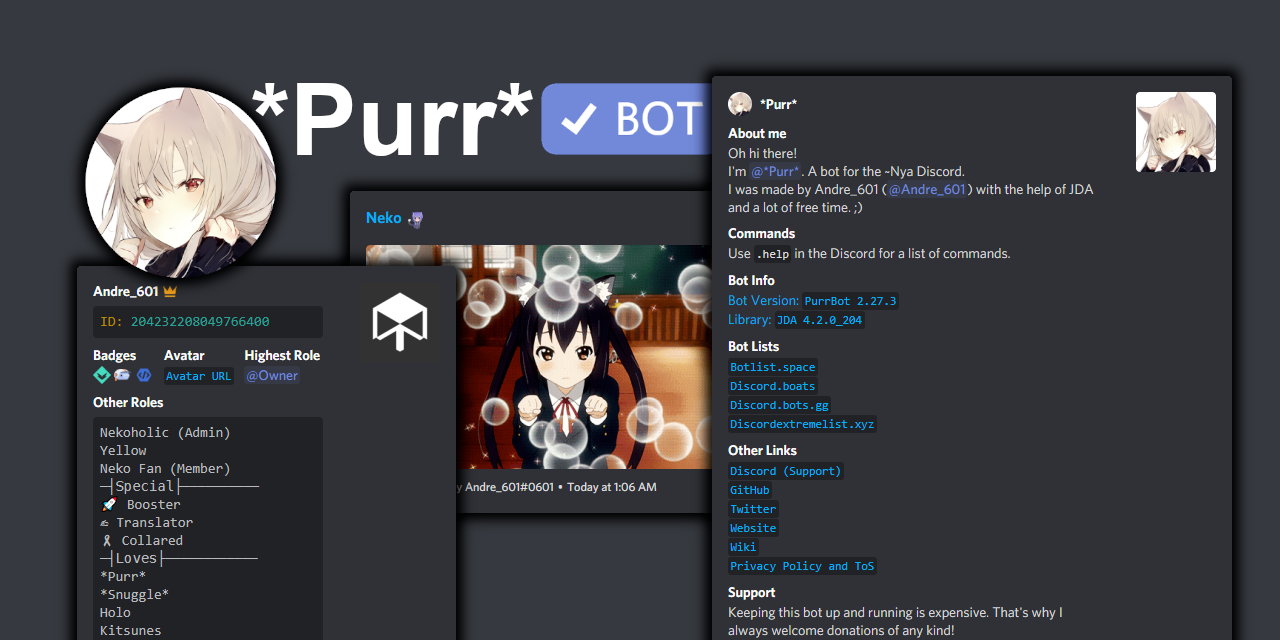 *Purr* ✓ BOT
Neko
y Andre_601#0601 • Today at 1:06 AM
Andre_601
ID: 204232208049766400
Badges Avatar Highest Role
Avatar URL @Owner
Other Roles
Nekoholic (Admin)
Yellow
Neko Fan (Member)
─┤Special├──────────
🚀 Booster
✍ Translator
🎗 Collared
─┤Loves├────────────
*Purr*
*Snuggle*
Holo
Kitsunes
*Purr*
About me
Oh hi there!
I'm @*Purr*. A bot for the ~Nya Discord.
I was made by Andre_601 (@Andre_601) with the help of JDA
and a lot of free time. ;)
Commands
Use .help in the Discord for a list of commands.
Bot Info
Bot Version: PurrBot 2.27.3
Library: JDA 4.2.0_204
Bot Lists
Botlist.space
Discord.boats
Discord.bots.gg
Discordextremelist.xyz
Other Links
Discord (Support)
GitHub
Twitter
Website
Wiki
Privacy Policy and ToS
Support
Keeping this bot up and running is expensive. That's why I
always welcome donations of any kind!